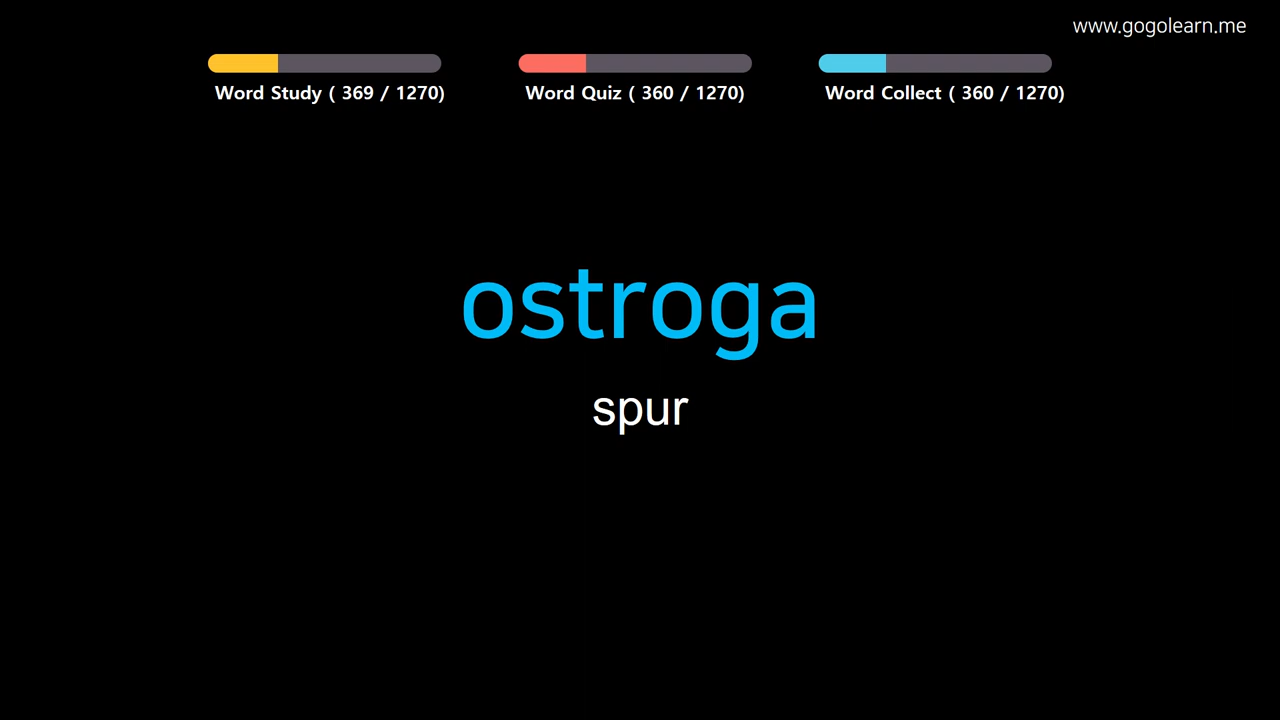 www.gogolearn.me
Word Study ( 369 / 1270)
Word Quiz ( 360 / 1270)
Word Collect ( 360 / 1270)
ostroga
spur